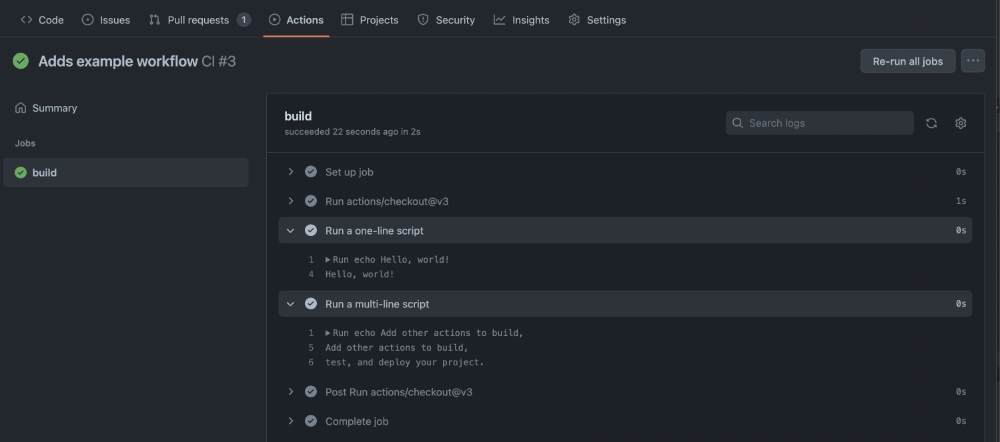 Code Issues Pull requests 1 Actions Projects Security Insights Settings
Adds example workflow CI #3
Re-run all jobs
Summary
Jobs
build
build
succeeded 22 seconds ago in 2s
Search logs
Set up job 0s
Run actions/checkout@v3 1s
Run a one-line script 0s
1 Run echo Hello, world!
4 Hello, world!
Run a multi-line script 0s
1 Run echo Add other actions to build,
5 Add other actions to build,
6 test, and deploy your project.
Post Run actions/checkout@v3 0s
Complete job 0s